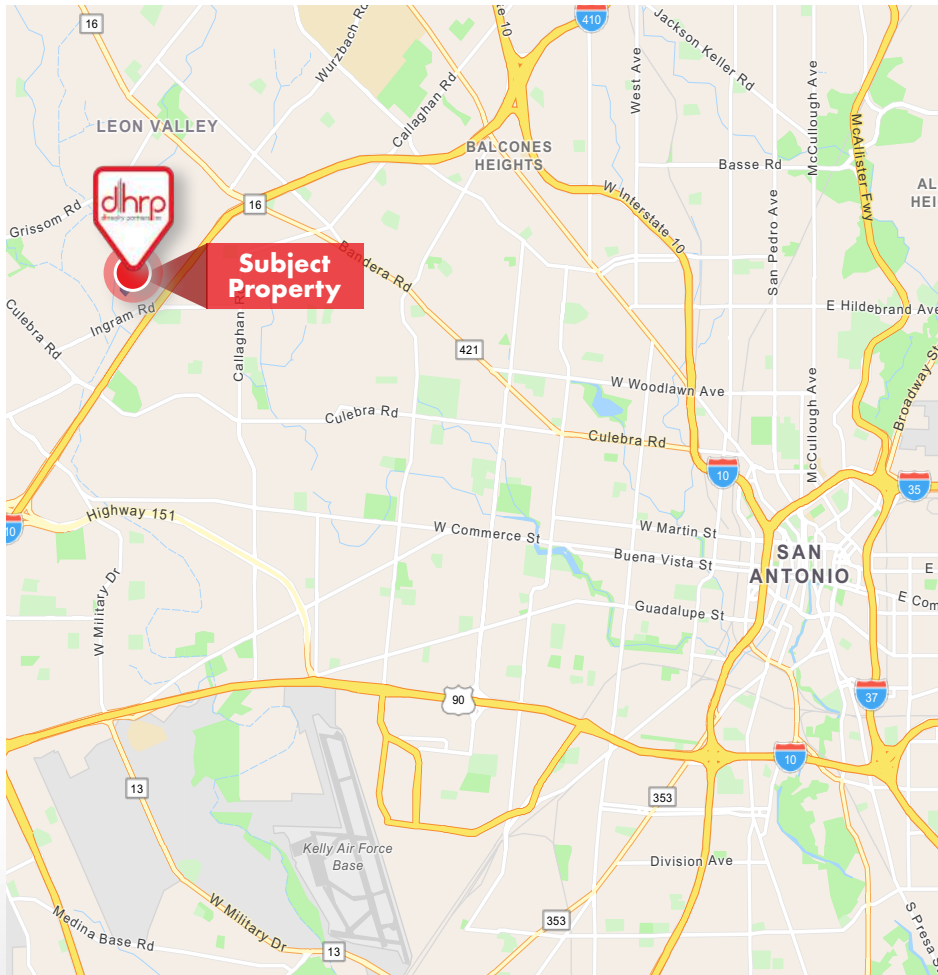 16
410
Jackson Keller Rd
Wurzbach Rd
West Ave
McCullough Ave
Callaghan Rd
LEON VALLEY
McAllister Fwy
BALCONES
HEIGHTS
Basse Rd
dhrp
16
W Interstate 10
San Pedro Ave
Grissom Rd
Bandera Rd
Subject
Property
Ingram Rd
E Hildebrand Ave
Culebra Rd
421
Broadway St
W Woodlawn Ave
McCullough Ave
Culebra Rd
Culebra Rd
10
35
Highway 151
W Commerce St
W Martin St
Buena Vista St
SAN
ANTONIO
10
E
E Com
W Military Dr
Guadalupe St
90
37
10
13
353
Kelly Air Force
Base
Division Ave
W Military Dr
353
Medina Base Rd
13
S Presa S